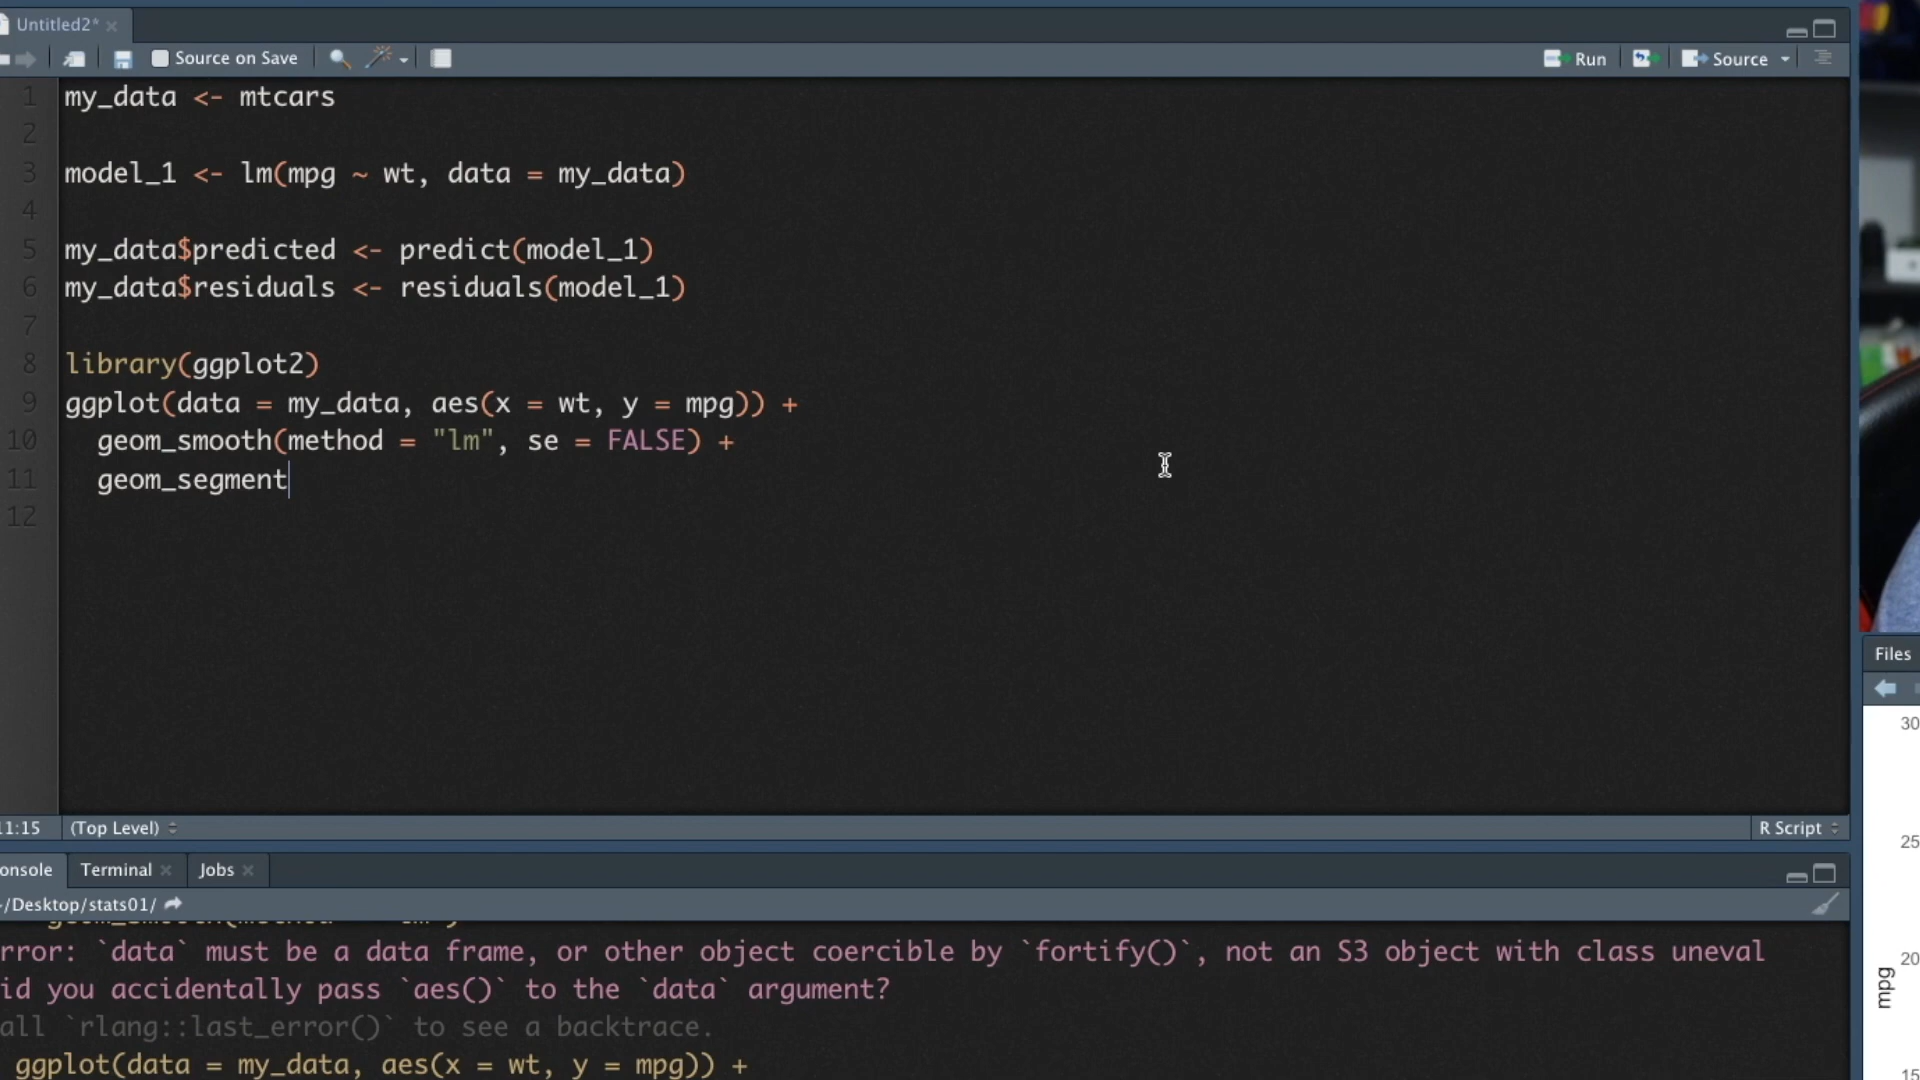 Untitled2*
Source on Save
Run
Source
1 my_data <- mtcars
2
3 model_1 <- lm(mpg ~ wt, data = my_data)
4
5 my_data$predicted <- predict(model_1)
6 my_data$residuals <- residuals(model_1)
7
8 library(ggplot2)
9 ggplot(data = my_data, aes(x = wt, y = mpg)) +
10 geom_smooth(method = "lm", se = FALSE) +
11 geom_segment
12
11:15 (Top Level) R Script
onsole Terminal Jobs
/Desktop/stats01/
rror: `data` must be a data frame, or other object coercible by `fortify()`, not an S3 object with class uneval
id you accidentally pass `aes()` to the `data` argument?
all `rlang::last_error()` to see a backtrace.
ggplot(data = my_data, aes(x = wt, y = mpg)) +
Files
30
25
20
mpg
15